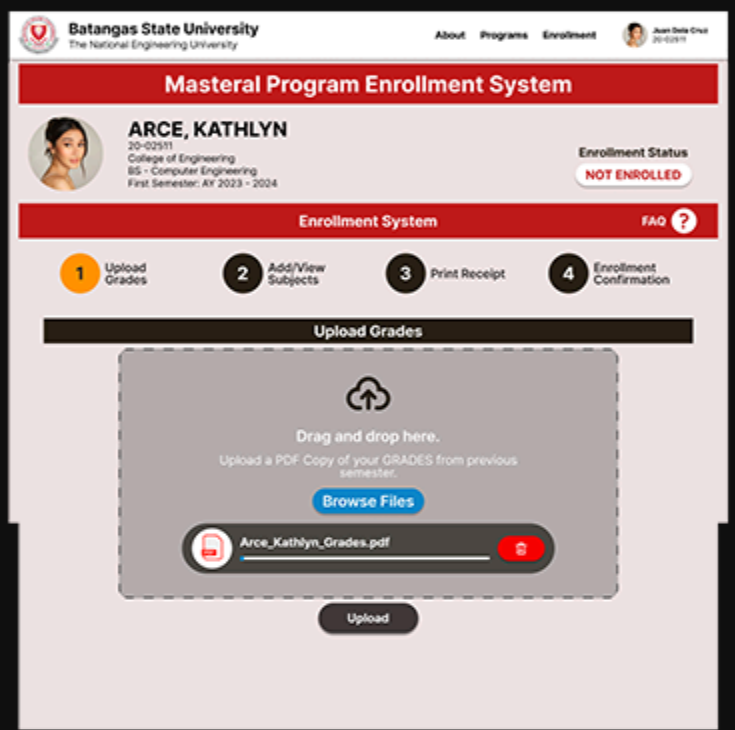 Batangas State University
The National Engineering University
About Programs Enrollment
Juan Dela Cruz
20-02511
Masteral Program Enrollment System
ARCE, KATHLYN
20-02511
College of Engineering
BS - Computer Engineering
First Semester: AY 2023 - 2024
Enrollment Status
NOT ENROLLED
Enrollment System
FAQ ?
1 Upload Grades
2 Add/View Subjects
3 Print Receipt
4 Enrollment Confirmation
Upload Grades
Drag and drop here.
Upload a PDF Copy of your GRADES from previous
semester.
Browse Files
PDF
Arce_Kathlyn_Grades.pdf
Upload